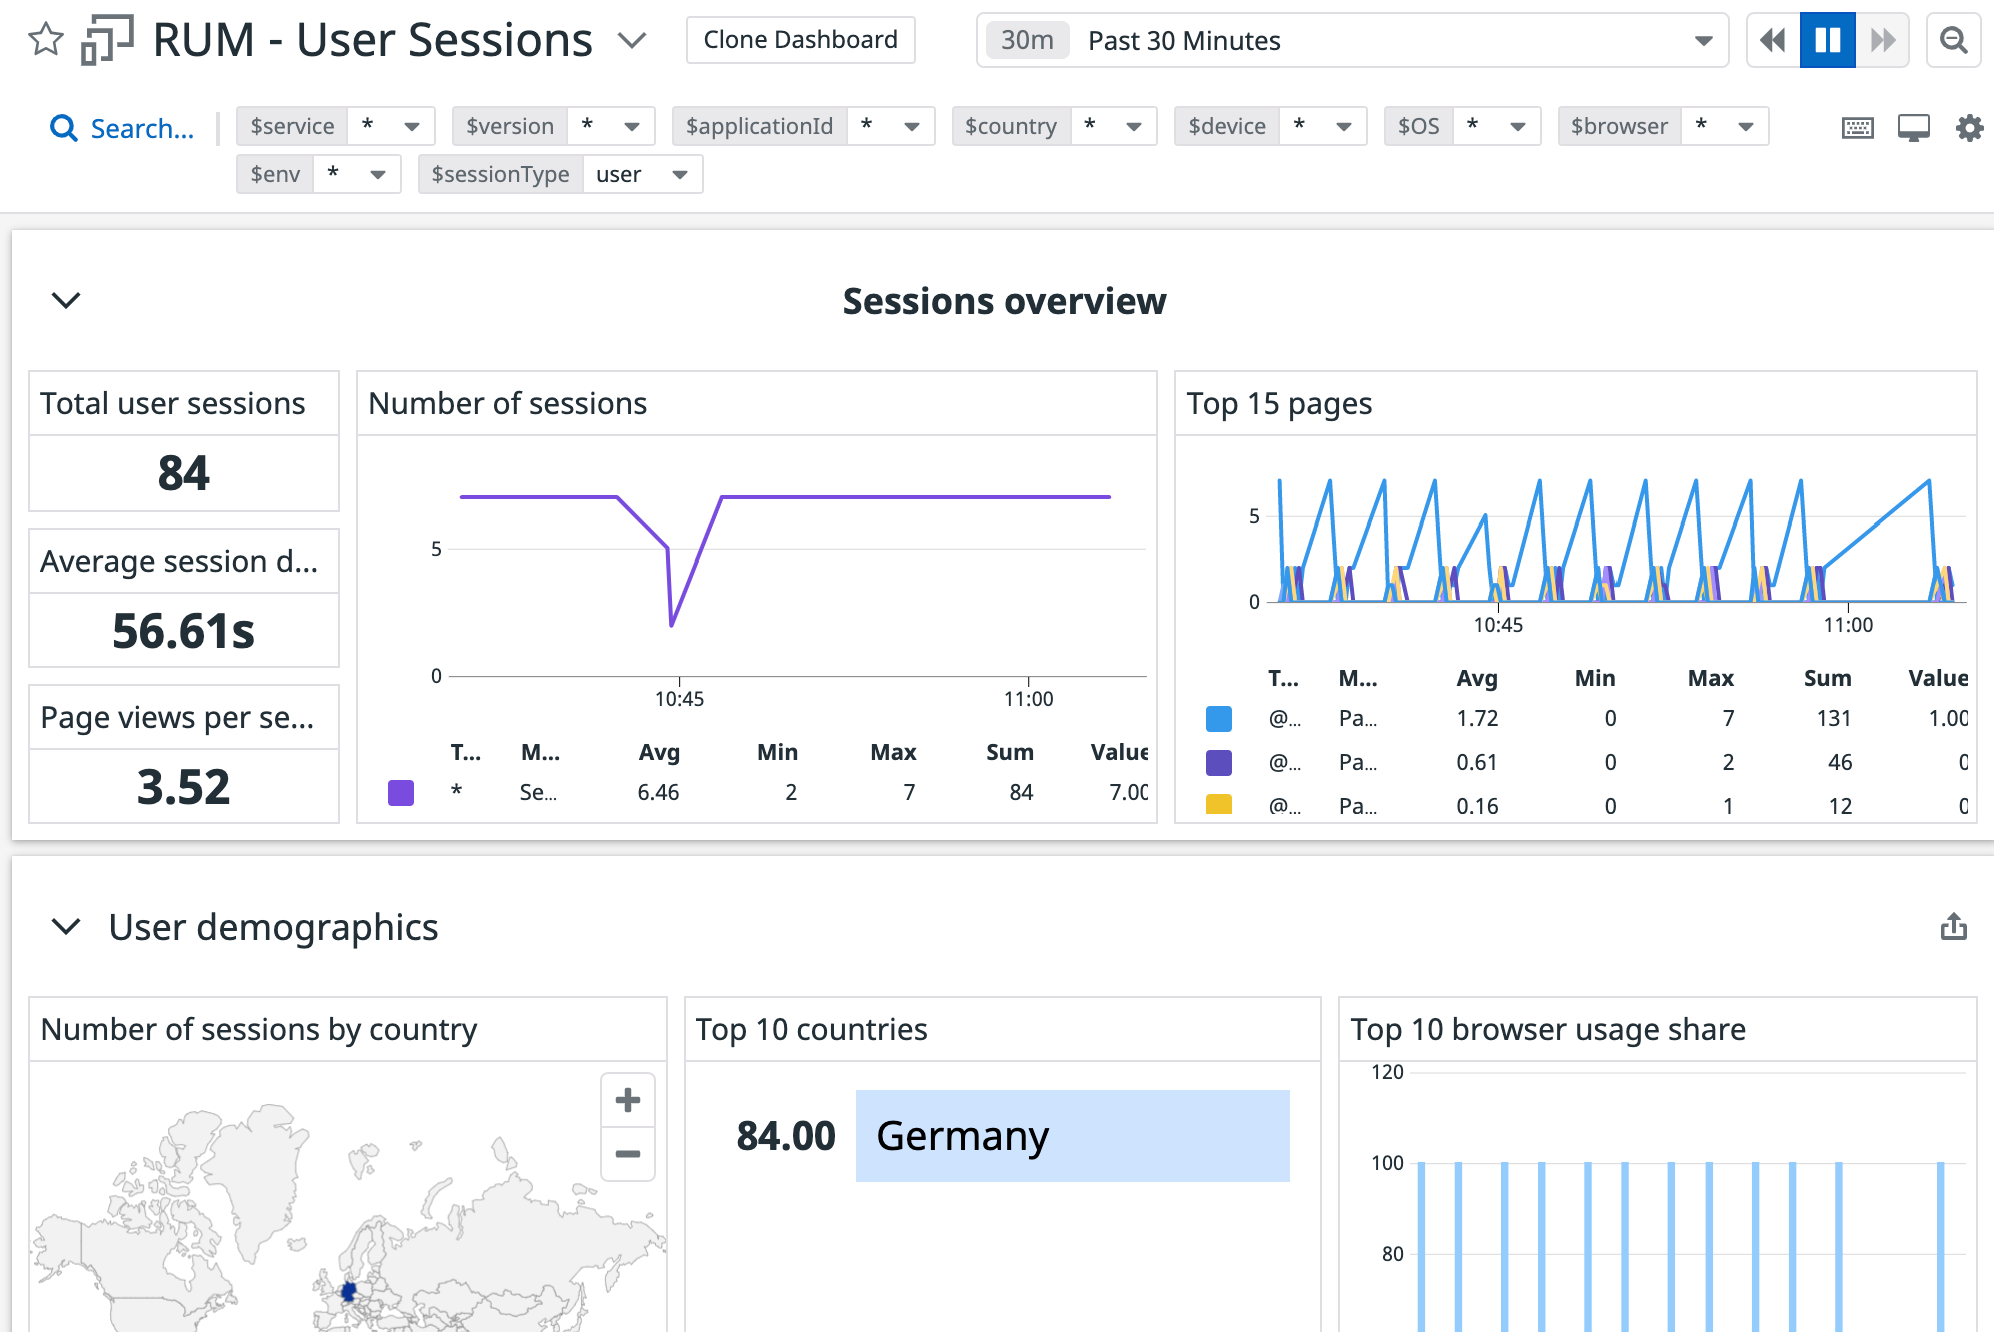 RUM - User Sessions
Clone Dashboard
30m Past 30 Minutes
Search...
$service *
$version *
$applicationId *
$country *
$device *
$OS *
$browser *
$env *
$sessionType user
Sessions overview
Total user sessions
84
Average session d...
56.61s
Page views per se...
3.52
Number of sessions
5
0
10:45 11:00
T... M... Avg Min Max Sum Value
* Se... 6.46 2 7 84 7.00
Top 15 pages
5
0
10:45 11:00
T... M... Avg Min Max Sum Value
@... Pa... 1.72 0 7 131 1.00
@... Pa... 0.61 0 2 46 0
@... Pa... 0.16 0 1 12 0
User demographics
Number of sessions by country
Top 10 countries
84.00 Germany
Top 10 browser usage share
120
100
80